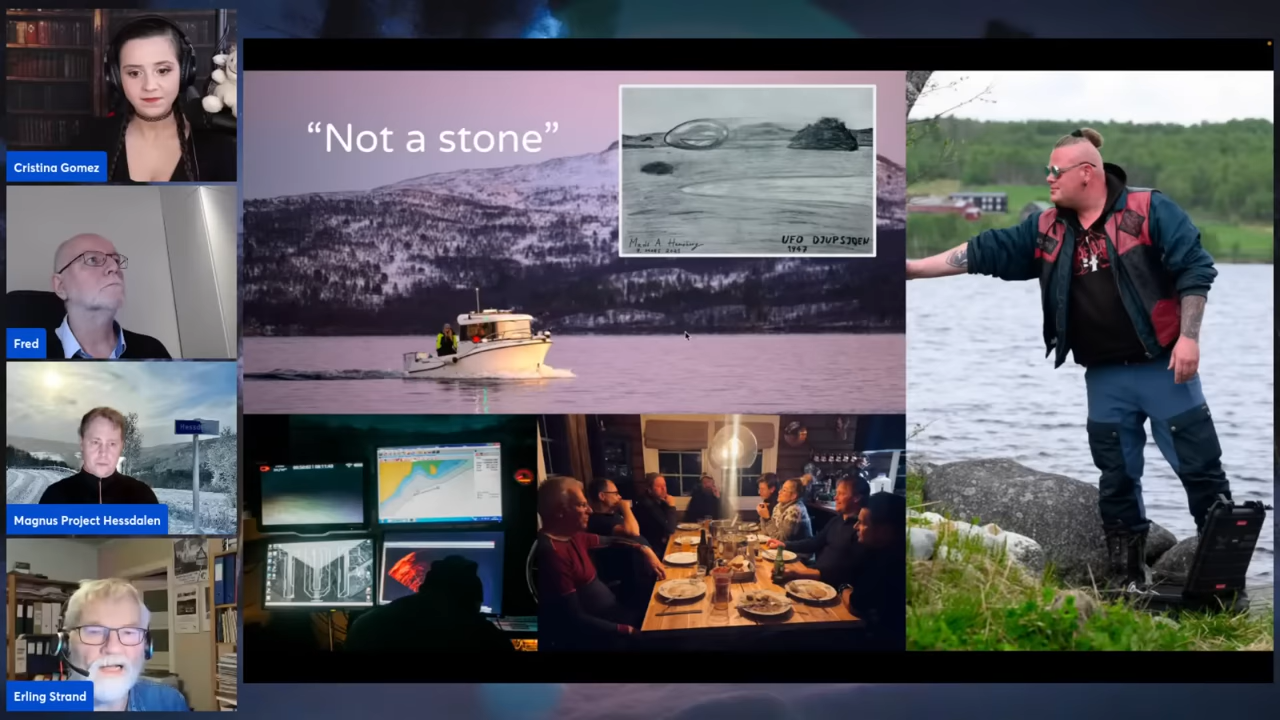 Cristina Gomez
Fred
Magnus Project Hessdalen
Erling Strand
“Not a stone”
UFO DJUPSJØEN
1947